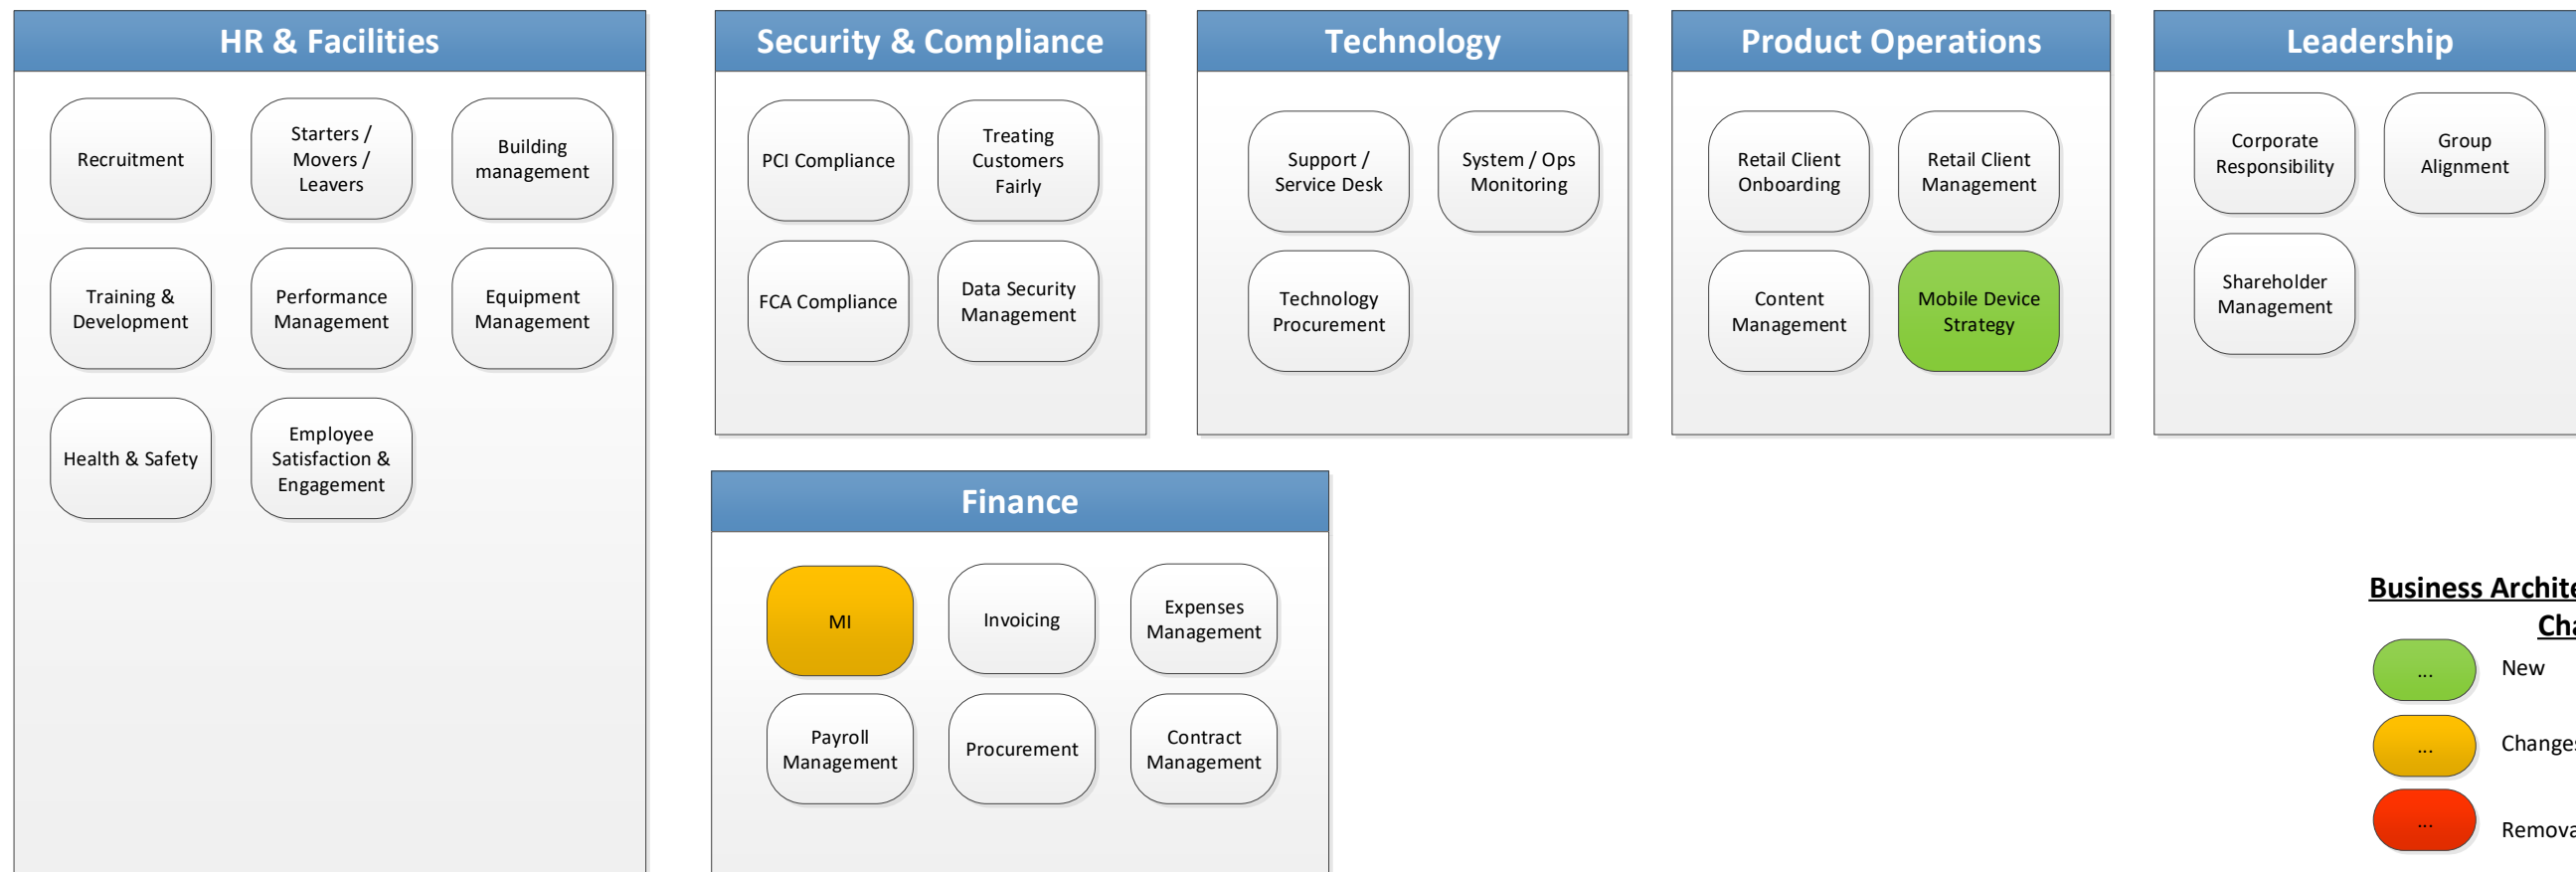 HR & Facilities
Recruitment
Starters /
Movers /
Leavers
Building
management
Training &
Development
Performance
Management
Equipment
Management
Health & Safety
Employee
Satisfaction &
Engagement
Security & Compliance
PCI Compliance
Treating
Customers
Fairly
FCA Compliance
Data Security
Management
Technology
Support /
Service Desk
System / Ops
Monitoring
Technology
Procurement
Product Operations
Retail Client
Onboarding
Retail Client
Management
Content
Management
Mobile Device
Strategy
Leadership
Corporate
Responsibility
Group
Alignment
Shareholder
Management
Finance
MI
Invoicing
Expenses
Management
Payroll
Management
Procurement
Contract
Management
Business
... New
...
...